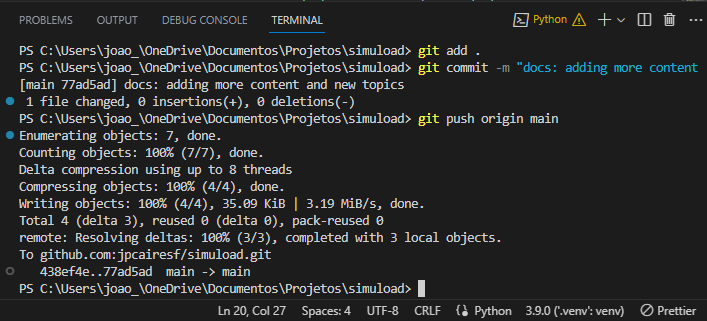 PROBLEMS OUTPUT DEBUG CONSOLE TERMINAL Python
PS C:\Users\joao_\OneDrive\Documentos\Projetos\simuload> git add .
PS C:\Users\joao_\OneDrive\Documentos\Projetos\simuload> git commit -m "docs: adding more content
[main 77ad5ad] docs: adding more content and new topics
1 file changed, 0 insertions(+), 0 deletions(-)
PS C:\Users\joao_\OneDrive\Documentos\Projetos\simuload> git push origin main
Enumerating objects: 7, done.
Counting objects: 100% (7/7), done.
Delta compression using up to 8 threads
Compressing objects: 100% (4/4), done.
Writing objects: 100% (4/4), 35.09 KiB | 3.19 MiB/s, done.
Total 4 (delta 3), reused 0 (delta 0), pack-reused 0
remote: Resolving deltas: 100% (3/3), completed with 3 local objects.
To github.com:jpcairesf/simuload.git
438ef4e..77ad5ad main -> main
PS C:\Users\joao_\OneDrive\Documentos\Projetos\simuload>
Ln 20, Col 27 Spaces: 4 UTF-8 CRLF Python 3.9.0 ('.venv': venv) Prettier